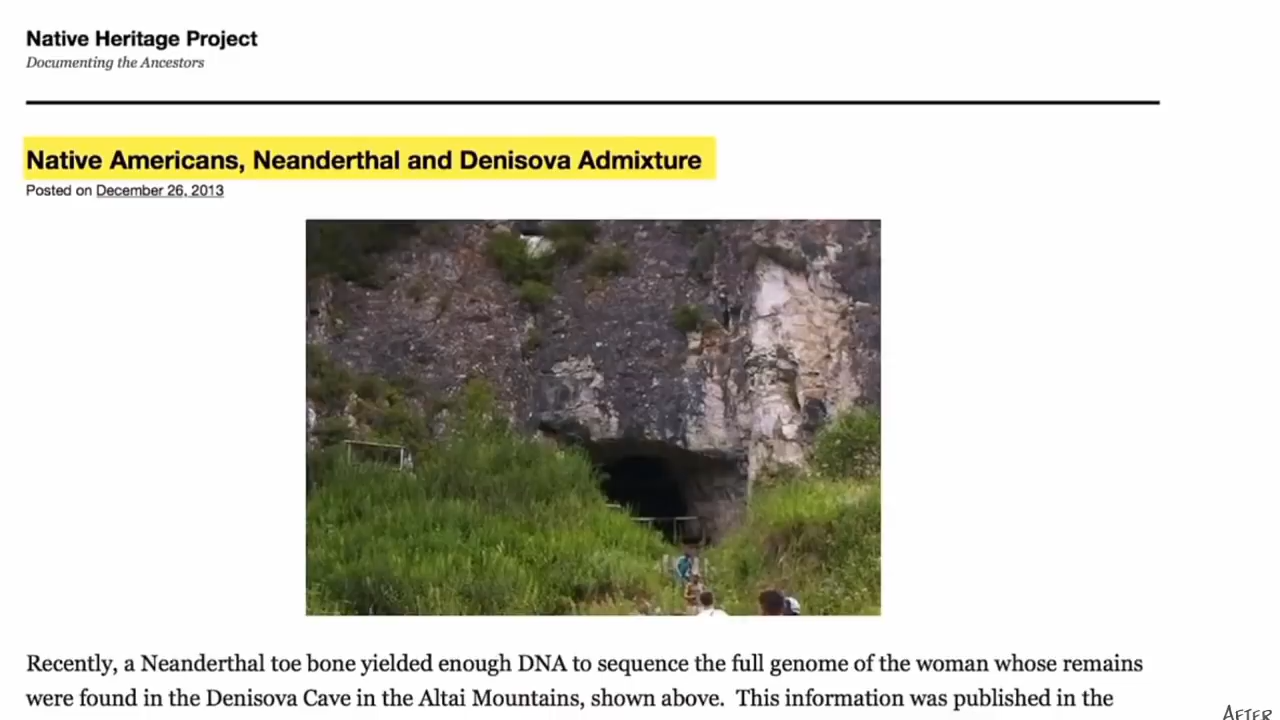 Native Heritage Project
Documenting the Ancestors
Native Americans, Neanderthal and Denisova Admixture
Posted on December 26, 2013
Recently, a Neanderthal toe bone yielded enough DNA to sequence the full genome of the woman whose remains
were found in the Denisova Cave in the Altai Mountains, shown above.  This information was published in the
AFTER